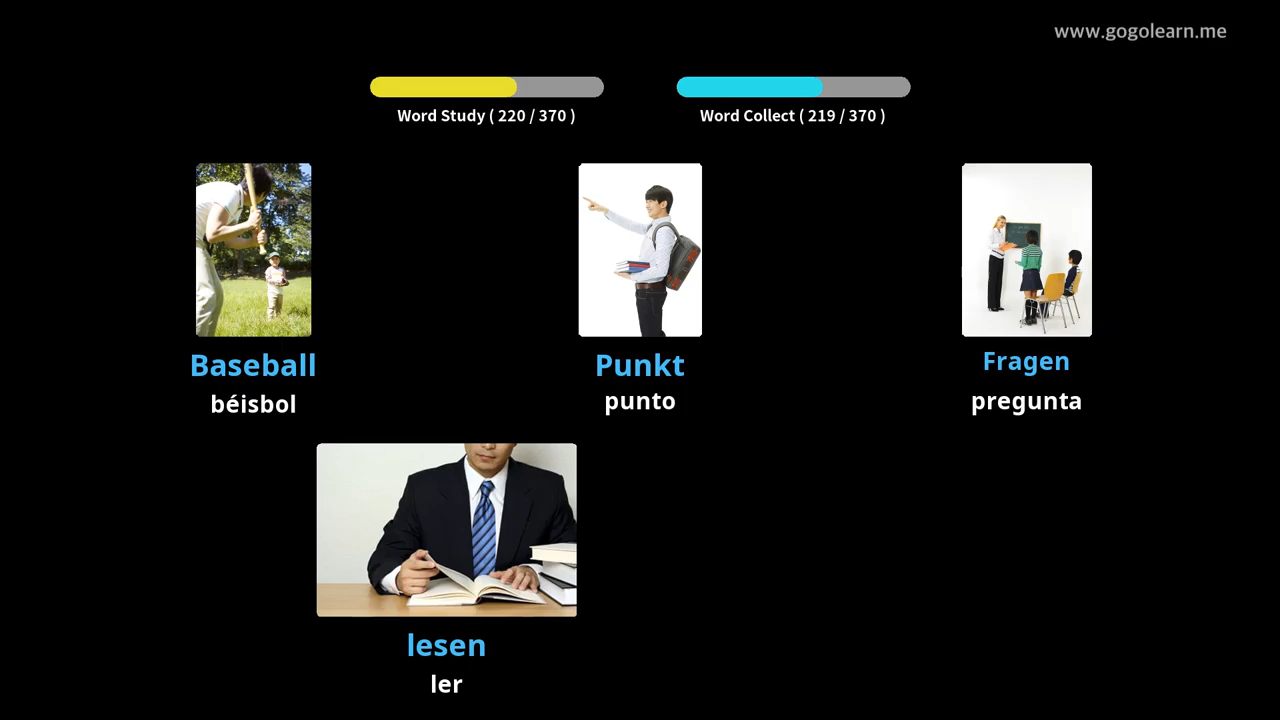 www.gogolearn.me
Word Study ( 220 / 370 )
Word Collect ( 219 / 370 )
Baseball
béisbol
Punkt
punto
Fragen
pregunta
lesen
ler